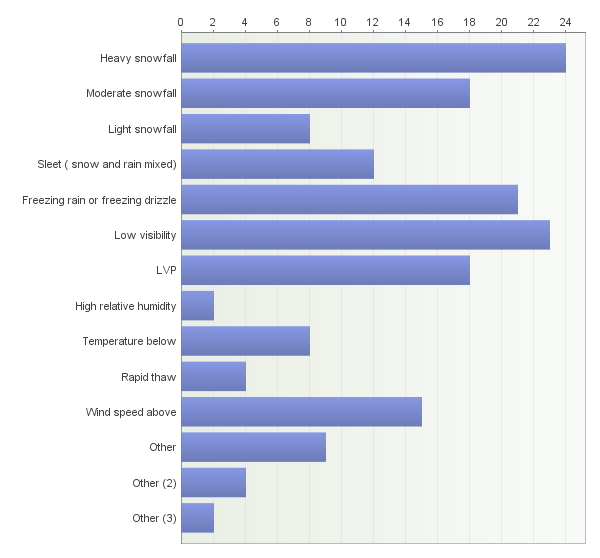 0 2 4 6 8 10 12 14 16 18 20 22 24
Heavy snowfall
Moderate snowfall
Light snowfall
Sleet ( snow and rain mixed)
Freezing rain or freezing drizzle
Low visibility
LVP
High relative humidity
Temperature below
Rapid thaw
Wind speed above
Other
Other (2)
Other (3)